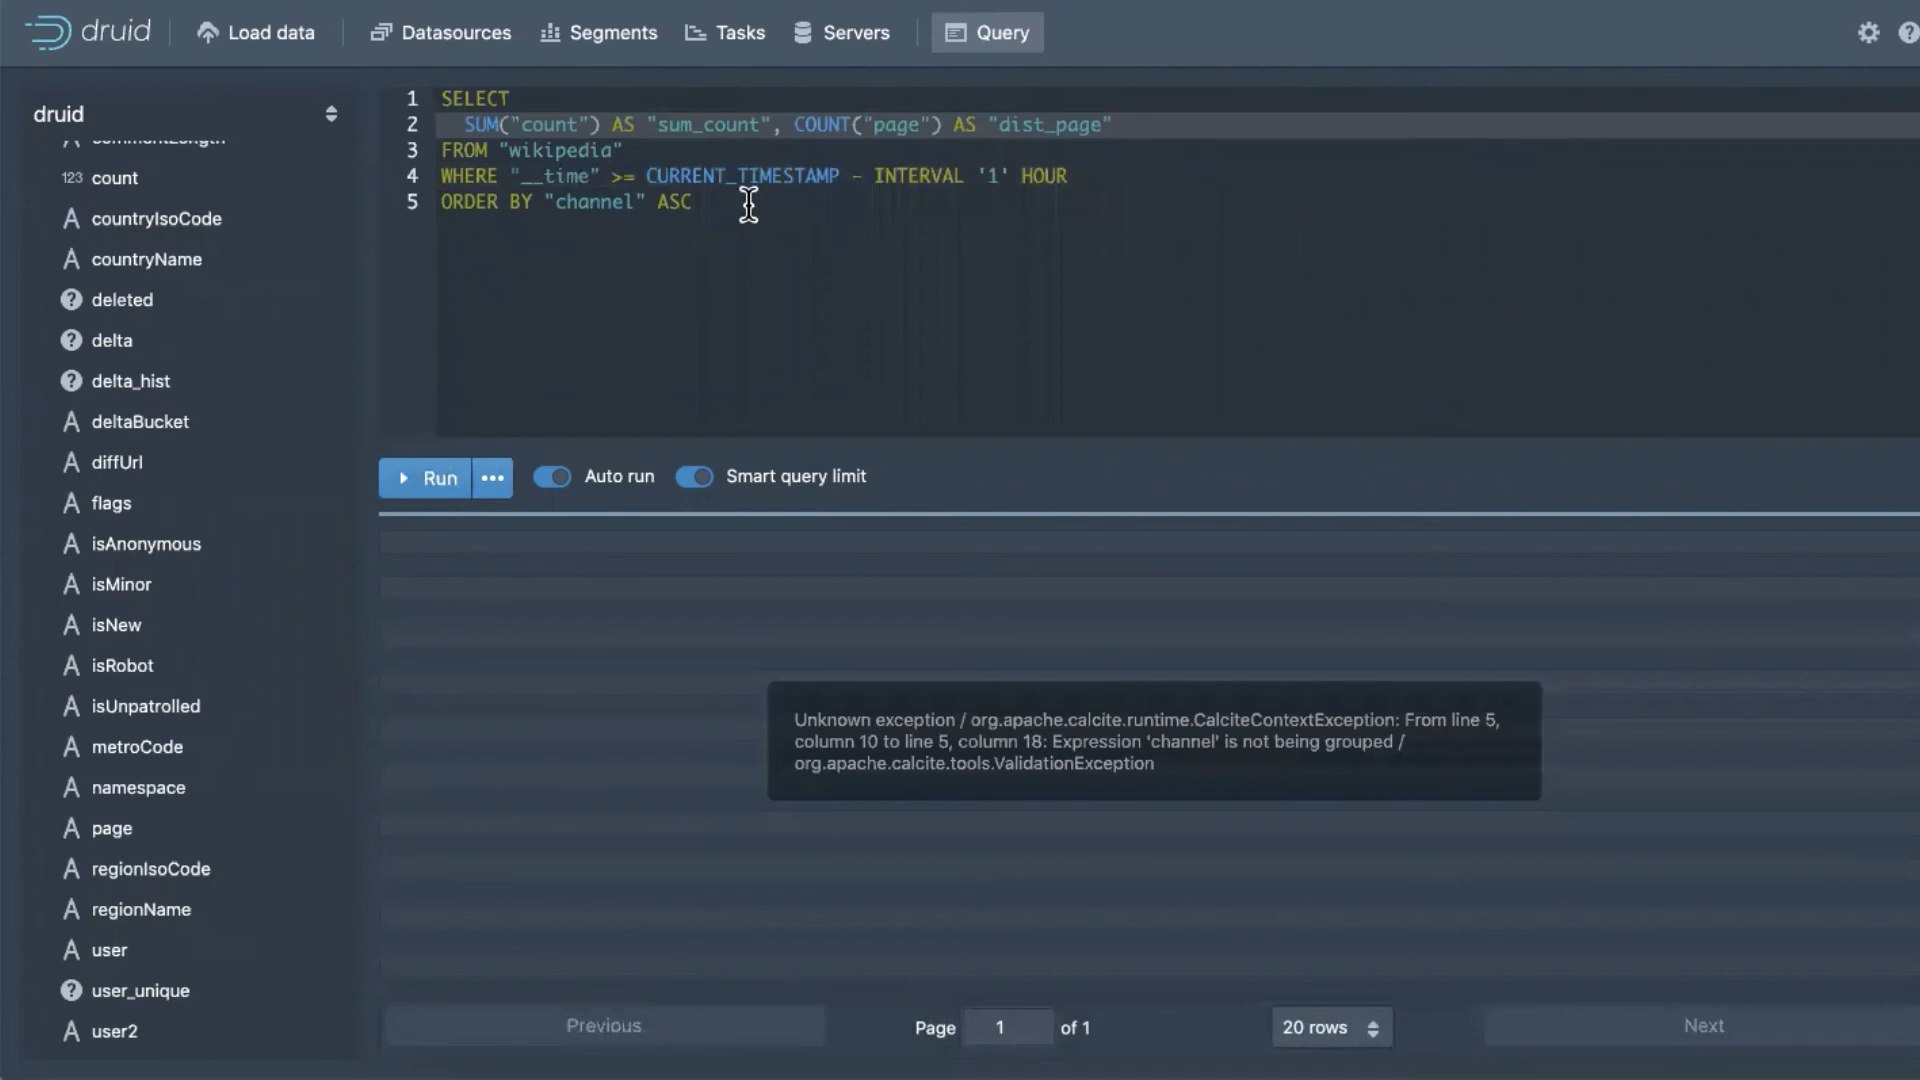 druid
Load data
Datasources
Segments
Tasks
Servers
Query
druid
commentLength
123 count
countryIsoCode
countryName
deleted
delta
delta_hist
deltaBucket
diffUrl
flags
isAnonymous
isMinor
isNew
isRobot
isUnpatrolled
metroCode
namespace
page
regionIsoCode
regionName
user
user_unique
user2
1 SELECT
2 SUM("count") AS "sum_count", COUNT("page") AS "dist_page"
3 FROM "wikipedia"
4 WHERE "__time" >= CURRENT_TIMESTAMP - INTERVAL '1' HOUR
5 ORDER BY "channel" ASC
Run
Auto run
Smart query limit
Unknown exception / org.apache.calcite.runtime.CalciteContextException: From line 5,
column 10 to line 5, column 18: Expression 'channel' is not being grouped /
org.apache.calcite.tools.ValidationException
Previous
Page 1 of 1
20 rows
Next